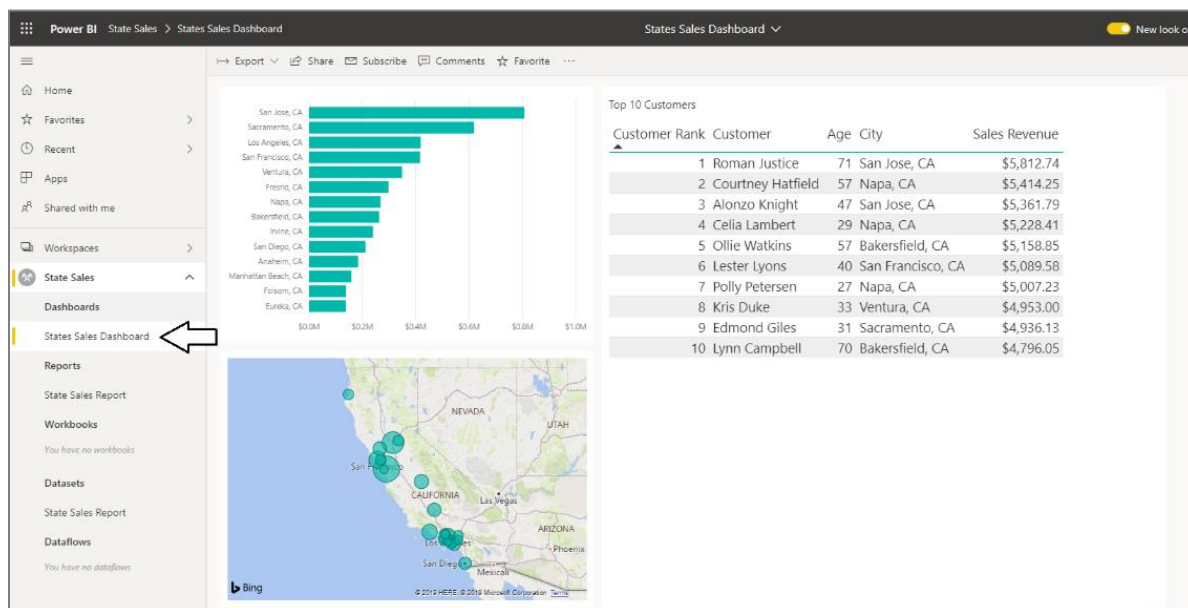 Power BI State Sales > States Sales Dashboard
States Sales Dashboard
New look o
Export Share Subscribe Comments Favorite ...
Home
Favorites
Recent
Apps
Shared with me
Workspaces
State Sales
Dashboards
States Sales Dashboard
Reports
State Sales Report
Workbooks
You have no workbooks
Datasets
State Sales Report
Dataflows
You have no dataflows
San Jose, CA
Sacramento, CA
Los Angeles, CA
San Francisco, CA
Ventura, CA
Fresno, CA
Napa, CA
Bakersfield, CA
Irvine, CA
San Diego, CA
Anaheim, CA
Manhattan Beach, CA
Folsom, CA
Eureka, CA
$0.0M $0.2M $0.4M $0.6M $0.8M $1.0M
Top 10 Customers
Customer Rank Customer Age City Sales Revenue
1 Roman Justice 71 San Jose, CA $5,812.74
2 Courtney Hatfield 57 Napa, CA $5,414.25
3 Alonzo Knight 47 San Jose, CA $5,361.79
4 Celia Lambert 29 Napa, CA $5,228.41
5 Ollie Watkins 57 Bakersfield, CA $5,158.85
6 Lester Lyons 40 San Francisco, CA $5,089.58
7 Polly Petersen 27 Napa, CA $5,007.23
8 Kris Duke 33 Ventura, CA $4,953.00
9 Edmond Giles 31 Sacramento, CA $4,936.13
10 Lynn Campbell 70 Bakersfield, CA $4,796.05
NEVADA
UTAH
San Francisco
CALIFORNIA
Las Vegas
ARIZONA
Los Angeles
Phoenix
San Diego
Mexicali
Bing
© 2019 HERE, © 2019 Microsoft Corporation Terms